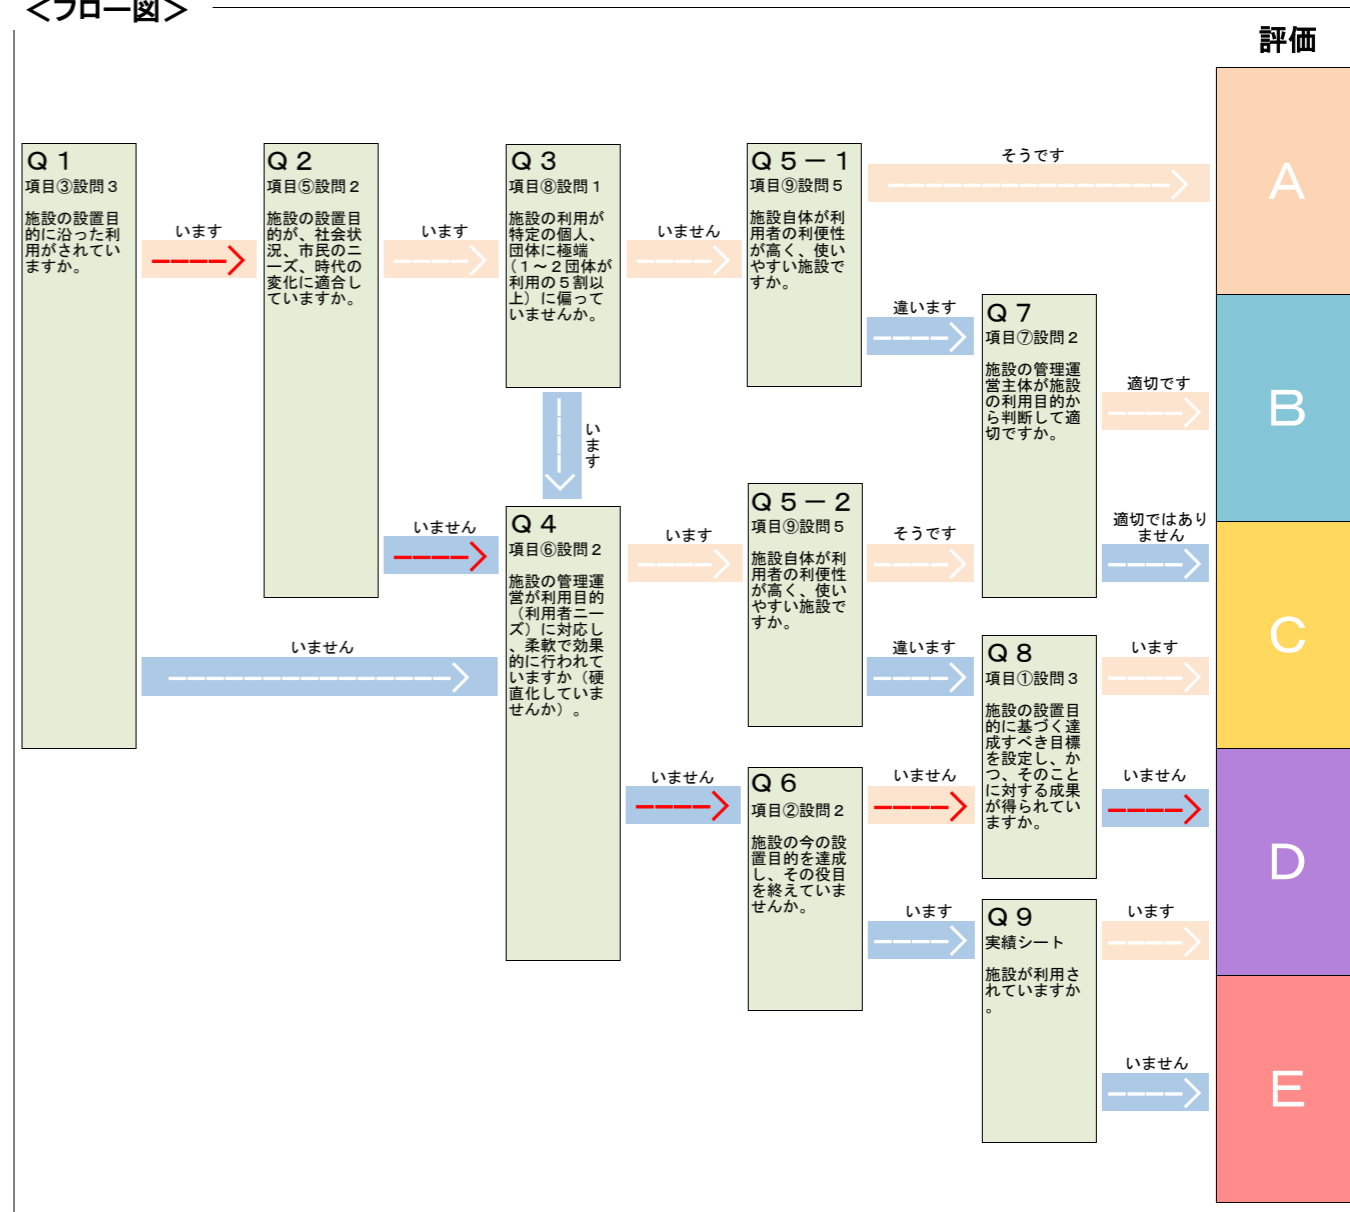 ＜フロー図＞
評価
Ｑ１
項目③設問３
施設の設置目
的に沿った利
用がされてい
ますか。
います
いません
Ｑ２
項目⑤設問２
施設の設置目
的が、社会状
況、市民のニ
ーズ、時代の
変化に適合し
ていますか。
います
いません
Ｑ３
項目⑧設問１
施設の利用が
特定の個人、
団体に極端
（１～２団体が
利用の５割以
上）に偏って
いませんか。
いません
います
Ｑ４
項目⑥設問２
施設の管理運
営が利用目的
（利用者ニー
ズ）に対応し
、柔軟で効果
的に行われて
いますか（硬
直化していま
せんか）。
います
いません
Ｑ５－１
項目⑨設問５
施設自体が利
用者の利便性
が高く、使い
やすい施設で
すか。
そうです
違います
Ｑ５－２
項目⑨設問５
施設自体が利
用者の利便性
が高く、使い
やすい施設で
すか。
そうです
違います
Ｑ６
項目②設問２
施設の今の設
置目的を達成
し、その役目
を終えていま
せんか。
いません
います
Ｑ７
項目⑦設問２
施設の管理運
営主体が施設
の利用目的か
ら判断して適
切ですか。
適切です
適切ではあり
ません
Ｑ８
項目①設問３
施設の設置目
的に基づく達
成すべき目標
を設定し、か
つ、そのこと
に対する成果
が得られてい
ますか。
います
いません
Ｑ９
実績シート
施設が利用さ
れていますか
。
います
いません
Ａ
Ｂ
Ｃ
Ｄ
Ｅ